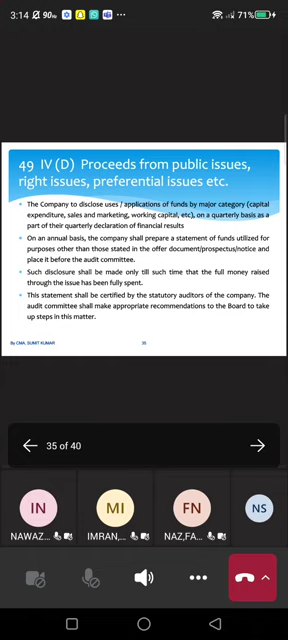 3:14 90% 71%
49 IV (D) Proceeds from public issues,
right issues, preferential issues etc.
The Company to disclose uses / applications of funds by major category (capital
expenditure, sales and marketing, working capital, etc), on a quarterly basis as a
part of their quarterly declaration of financial results
On an annual basis, the company shall prepare a statement of funds utilized for
purposes other than those stated in the offer document/prospectus/notice and
place it before the audit committee.
Such disclosure shall be made only till such time that the full money raised
through the issue has been fully spent.
This statement shall be certified by the statutory auditors of the company. The
audit committee shall make appropriate recommendations to the Board to take
up steps in this matter.
By CMA. SUMIT KUMAR 35
35 of 40
IN MI FN NS
NAWAZ... IMRAN,... NAZ,FA...